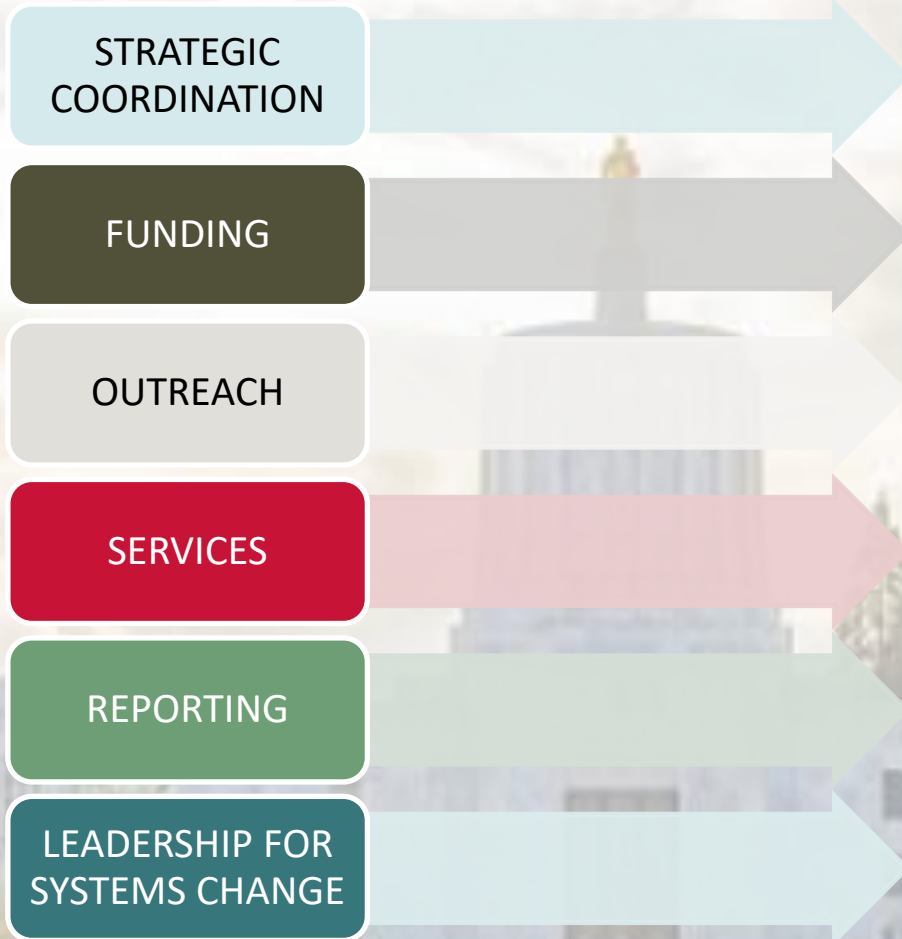 STRATEGIC
COORDINATION
FUNDING
OUTREACH
SERVICES
REPORTING
LEADERSHIP FOR
SYSTEMS CHANGE